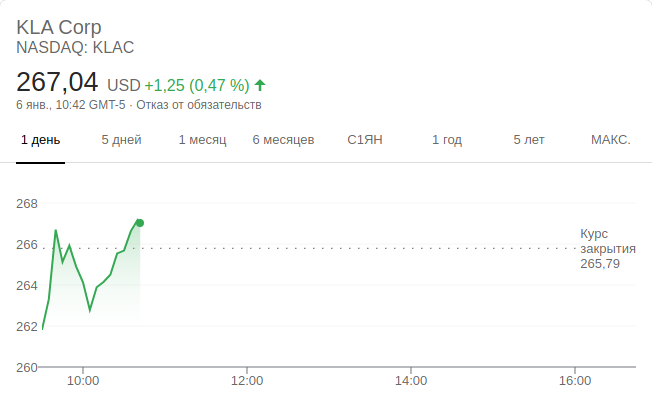 KLA Corp
NASDAQ: KLAC
267,04 USD +1,25 (0,47 %)
6 янв., 10:42 GMT-5 · Отказ от обязательств
1 день 5 дней 1 месяц 6 месяцев С1ЯН 1 год 5 лет МАКС.
268
266
264
262
260
Курс
закрытия
265,79
10:00 12:00 14:00 16:00